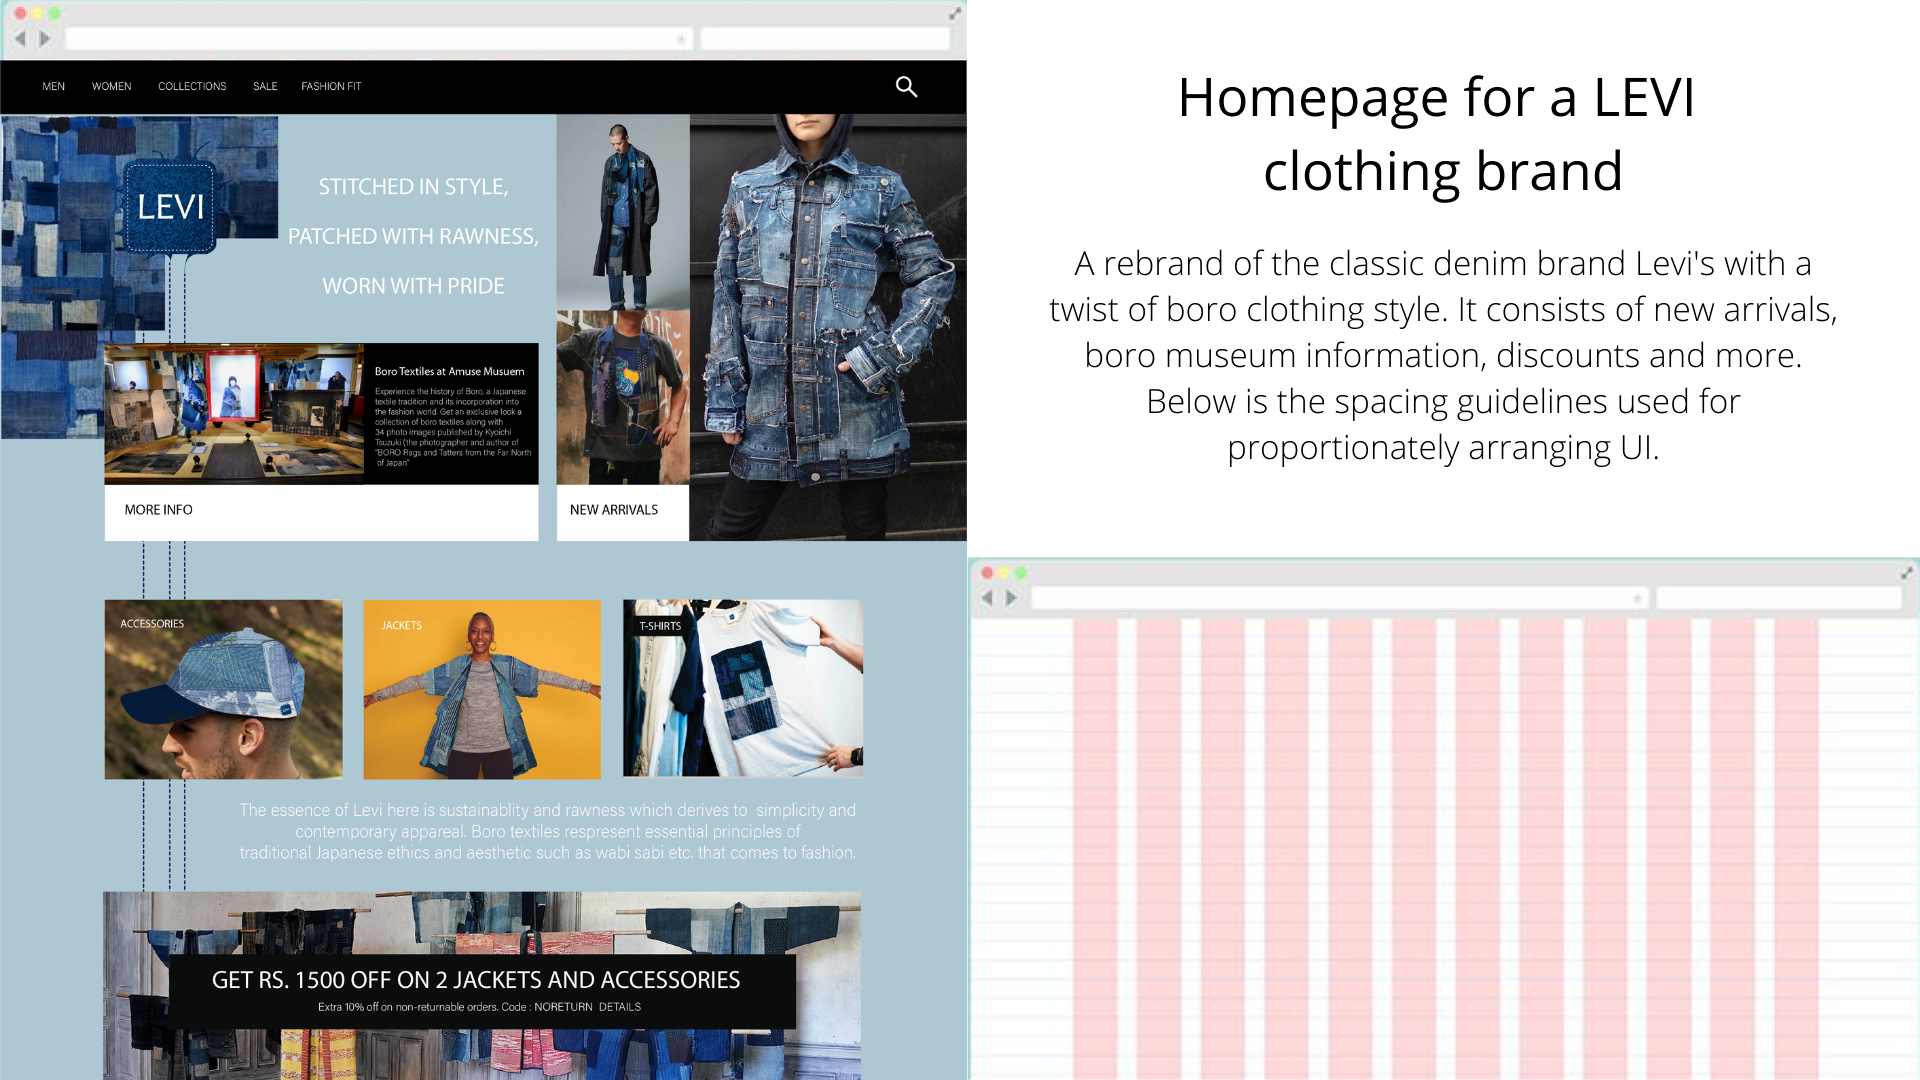 MEN WOMEN COLLECTIONS SALE FASHION FIT
LEVI
STITCHED IN STYLE,
PATCHED WITH RAWNESS,
WORN WITH PRIDE
Boro Textiles at Amuse Musuem
Experience the history of Boro, a Japanese
textile tradition and its incorporation into
the fashion world. Get an exclusive look a
collection of boro textiles along with
34 photo images published by Kyoichi
Tsuzuki (the photographer and author of
"BORO Rags and Tatters from the Far North
of Japan"
MORE INFO
NEW ARRIVALS
ACCESSORIES
JACKETS
T-SHIRTS
The essence of Levi here is sustainablity and rawness which derives to simplicity and
contemporary appareal. Boro textiles respresent essential principles of
traditional Japanese ethics and aesthetic such as wabi sabi etc. that comes to fashion.
GET RS. 1500 OFF ON 2 JACKETS AND ACCESSORIES
Extra 10% off on non-returnable orders. Code : NORETURN DETAILS
Homepage for a LEVI
clothing brand
A rebrand of the classic denim brand Levi's with a
twist of boro clothing style. It consists of new arrivals,
boro museum information, discounts and more.
Below is the spacing guidelines used for
proportionately arranging UI.